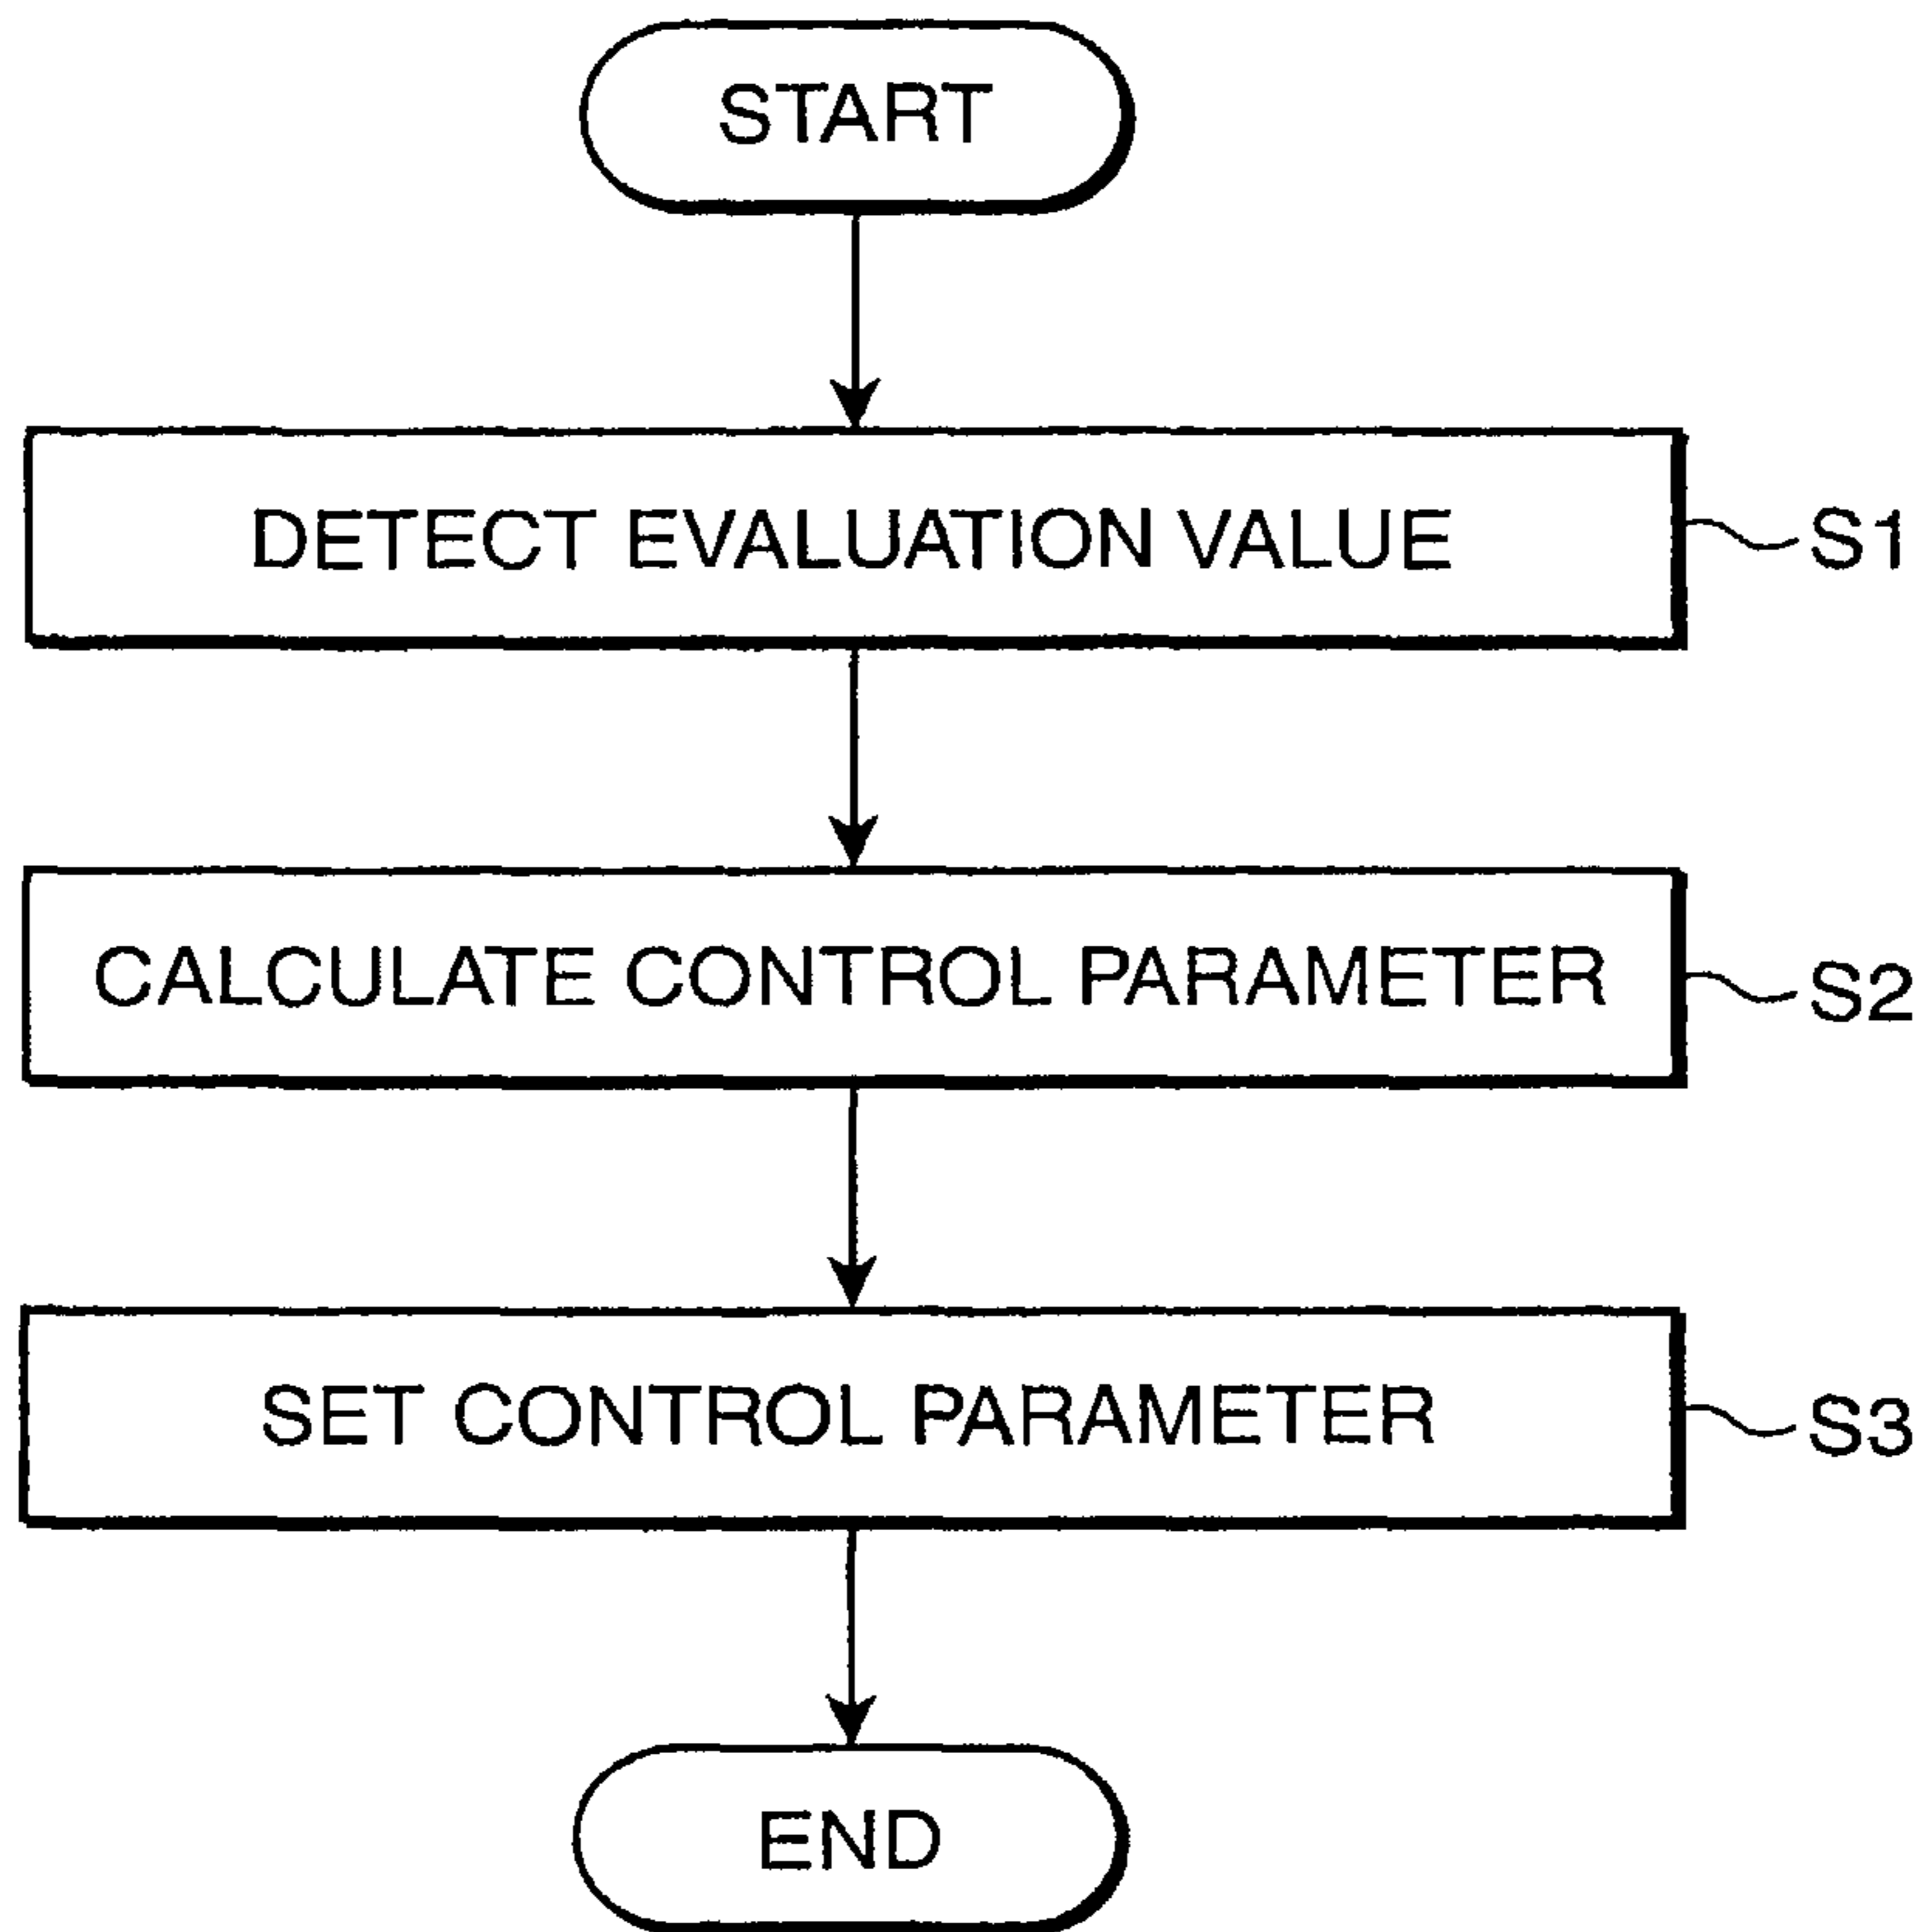 START
DETECT EVALUATION VALUE
S1
CALCULATE CONTROL PARAMETER
S2
SET CONTROL PARAMETER
S3
END